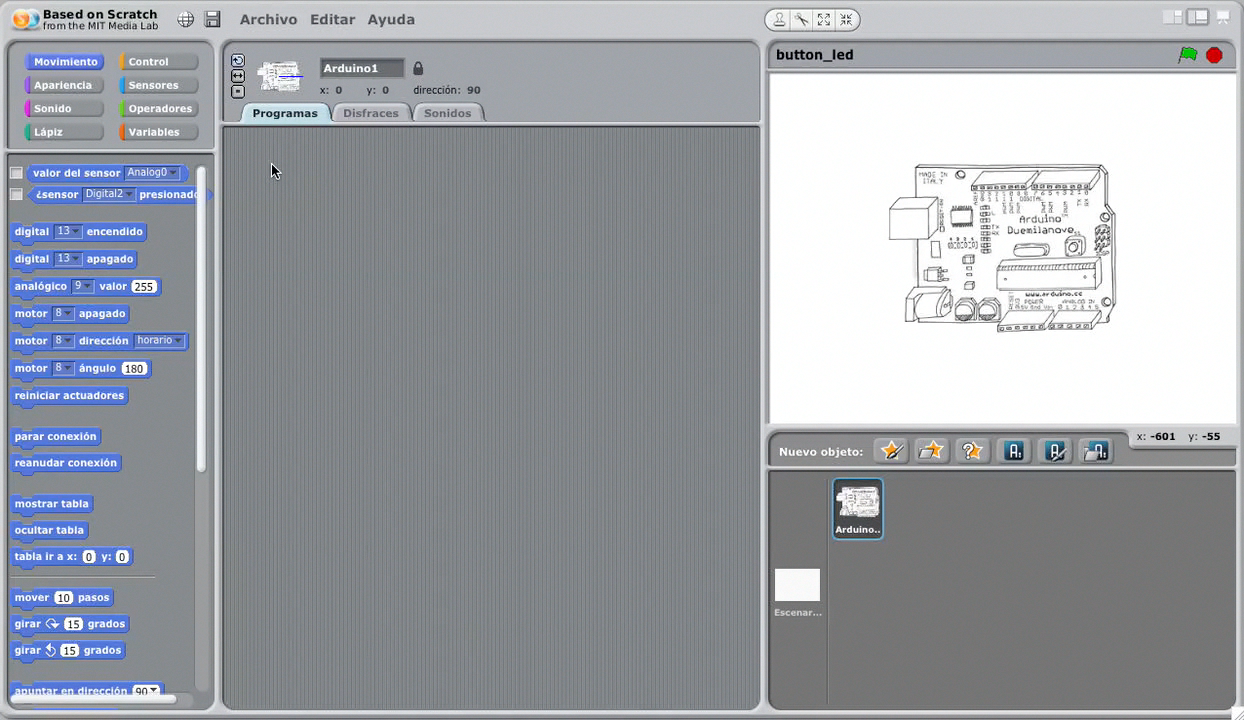 Based on Scratch
from the MIT Media Lab
Archivo Editar Ayuda
Movimiento Control
Apariencia Sensores
Sonido Operadores
Lápiz Variables
Arduino1
x: 0 y: 0 dirección: 90
Programas Disfraces Sonidos
valor del sensor Analog0
¿sensor Digital2 presionado
digital 13 encendido
digital 13 apagado
analógico 9 valor 255
motor 8 apagado
motor 8 dirección horario
motor 8 ángulo 180
reiniciar actuadores
parar conexión
reanudar conexión
mostrar tabla
ocultar tabla
tabla ir a x: 0 y: 0
mover 10 pasos
girar 15 grados
girar 15 grados
apuntar en dirección 90
button_led
MADE IN
ITALY
DIGITAL
Arduino
Duemilanove
www.arduino.cc
POWER ANALOG IN
x: -601 y: -55
Nuevo objeto:
Arduino..
Escenar...